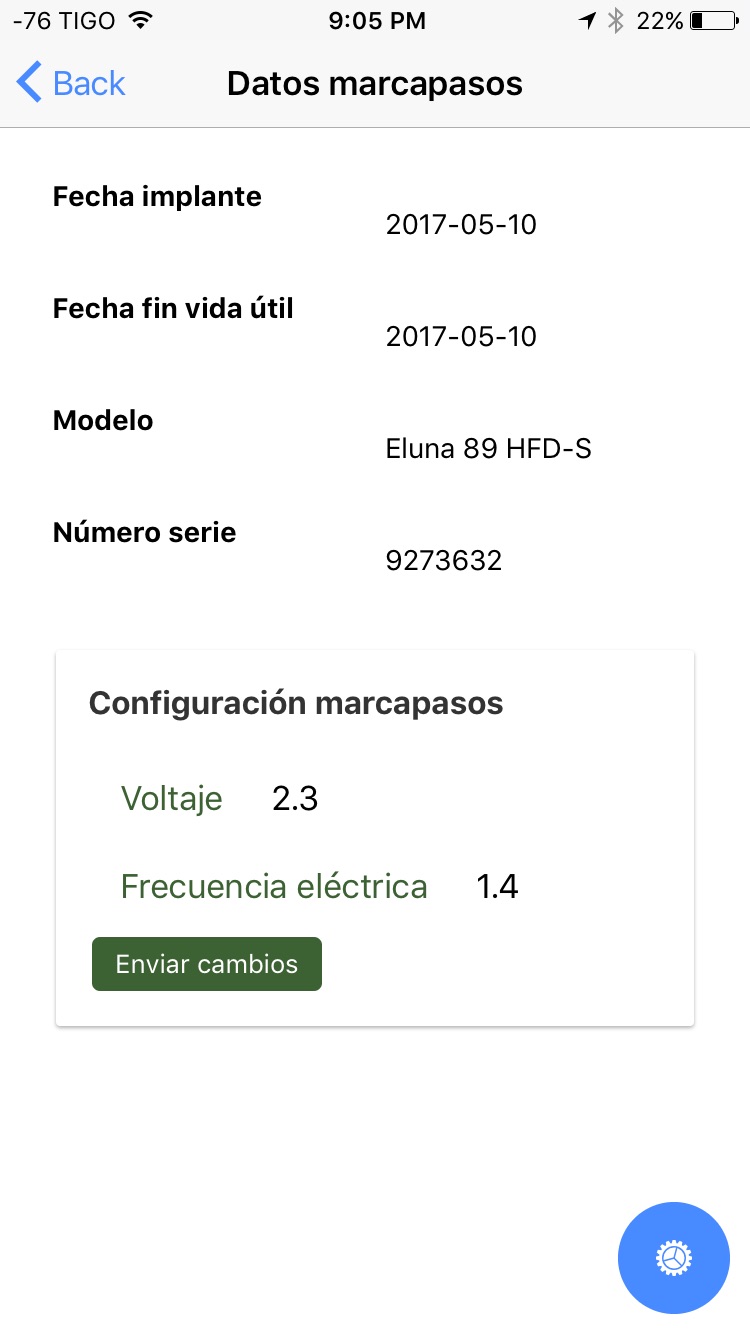 -76 TIGO 9:05 PM 22%
Back Datos marcapasos
Fecha implante
2017-05-10
Fecha fin vida útil
2017-05-10
Modelo
Eluna 89 HFD-S
Número serie
9273632
Configuración marcapasos
Voltaje 2.3
Frecuencia eléctrica 1.4
Enviar cambios